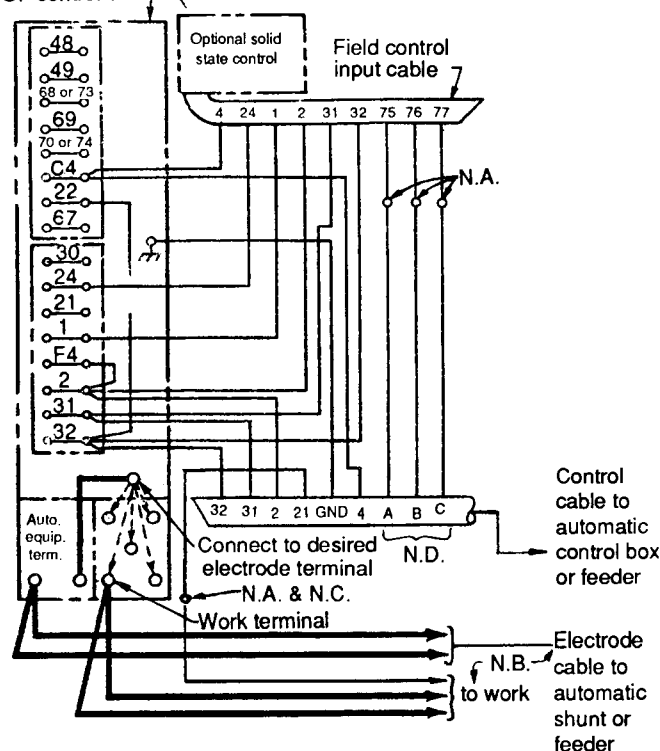 Optional solid
state control
Field control
input cable
4 24 1 2 31 32 75 76 77
N.A.
48
49
68 or 73
69
70 or 74
C4
22
67
30
24
21
1
F4
2
31
32
32 31 2 21 GND 4 A B C
N.D.
Control
cable to
automatic
control box
or feeder
Auto.
equip.
term.
Connect to desired
electrode terminal
N.A. & N.C.
Work terminal
N.B.
to work
Electrode
cable to
automatic
shunt or
feeder